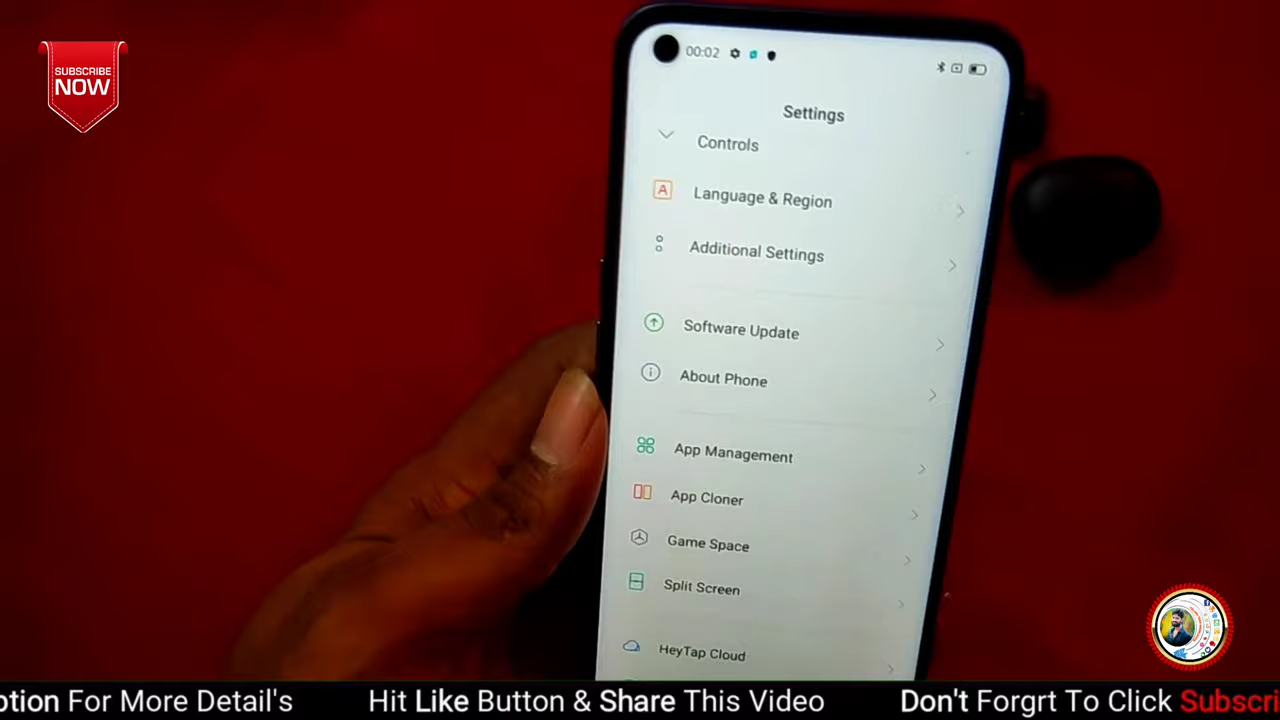 SUBSCRIBE
NOW
00:02
Settings
Controls
A Language & Region
Additional Settings
Software Update
About Phone
App Management
App Cloner
Game Space
Split Screen
HeyTap Cloud
ption For More Detail's Hit Like Button & Share This Video Don't Forgrt To Click Subscri